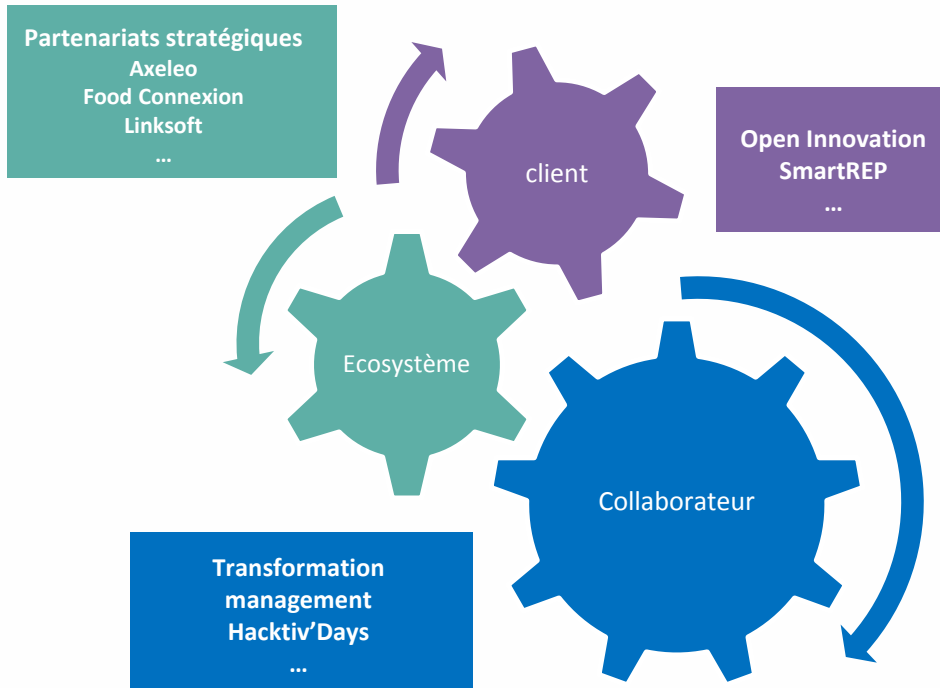 Partenariats stratégiques
Axeleo
Food Connexion
Linksoft
…
client
Open Innovation
SmartREP
…
Ecosystème
Collaborateur
Transformation
management
Hacktiv’Days
…